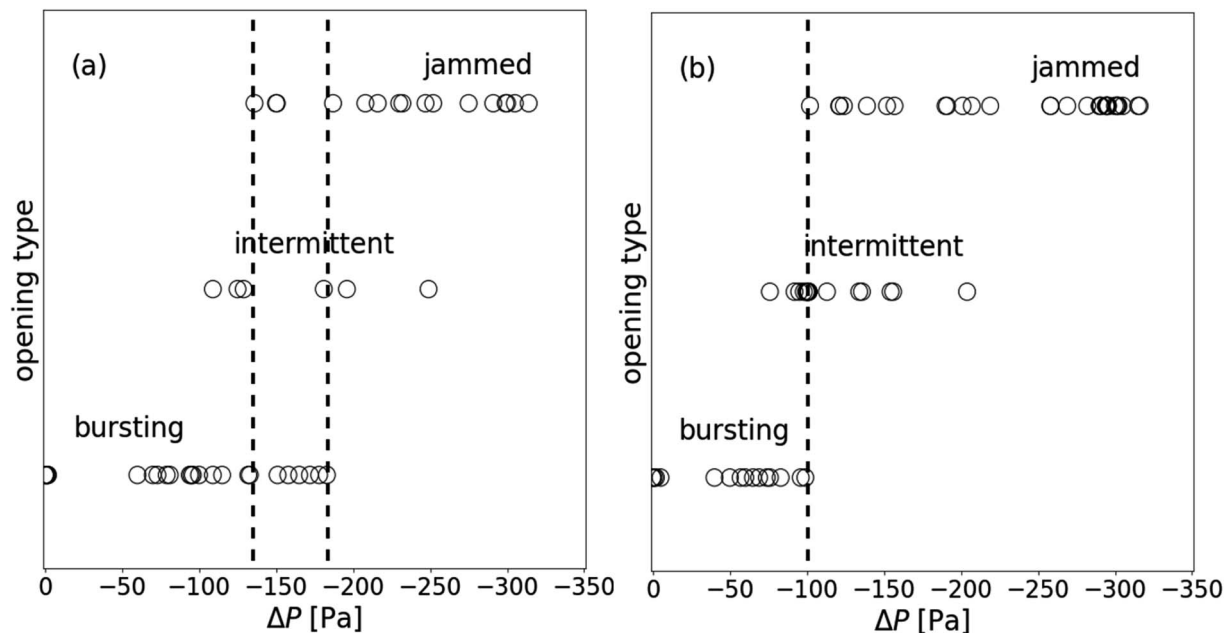 (a)
jammed
intermittent
bursting
opening type
0 −50 −100 −150 −200 −250 −300 −350
ΔP [Pa]
(b)
jammed
intermittent
bursting
opening type
0 −50 −100 −150 −200 −250 −300 −350
ΔP [Pa]